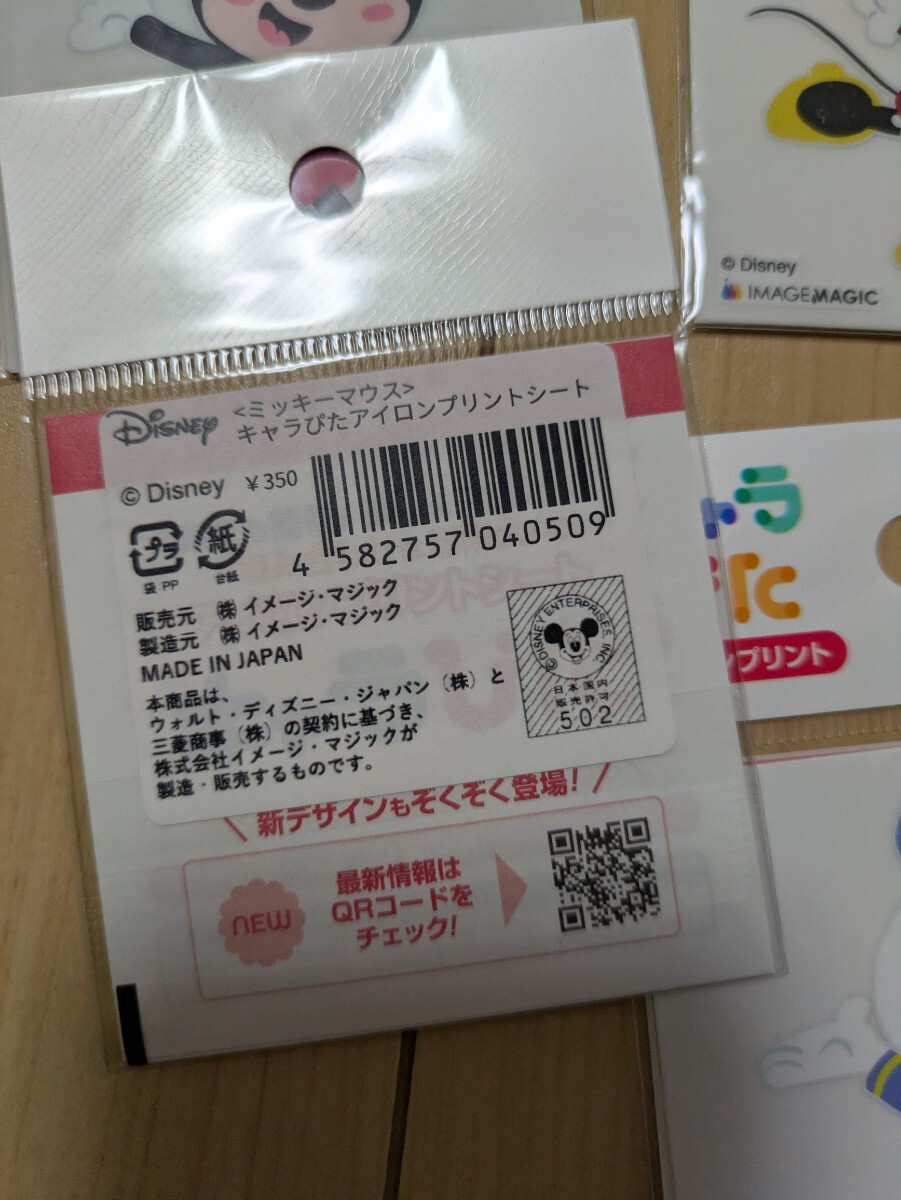 © Disney
IMAGEMAGIC
Disney
<ミッキーマウス>
キャラぴたアイロンプリントシート
© Disney ¥350
4 582757 040509
プラ
紙
袋 PP
台紙
販売元 ㈱ イメージ・マジック
製造元 ㈱ イメージ・マジック
MADE IN JAPAN
本商品は、
ウォルト・ディズニー・ジャパン（株）と
三菱商事（株）の契約に基づき、
株式会社イメージ・マジックが
製造・販売するものです。
© DISNEY ENTERPRISES, INC
日本国内
販売許可
502
新デザインもぞくぞく登場!
NEW
最新情報は
QRコードを
チェック!
ラ
プリント